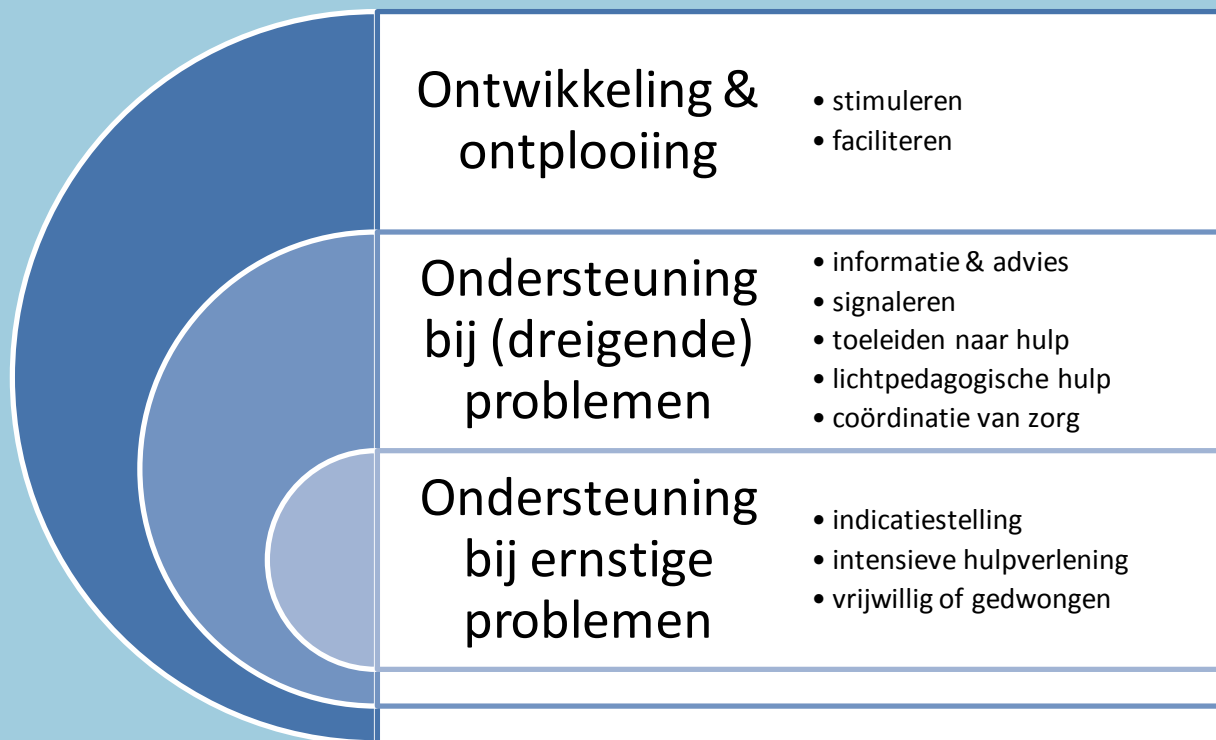 Ontwikkeling &
ontplooiing
• stimuleren
• faciliteren
Ondersteuning
bij (dreigende)
problemen
• informatie & advies
• signaleren
• toeleiden naar hulp
• lichtpedagogische hulp
• coördinatie van zorg
Ondersteuning
bij ernstige
problemen
• indicatiestelling
• intensieve hulpverlening
• vrijwillig of gedwongen